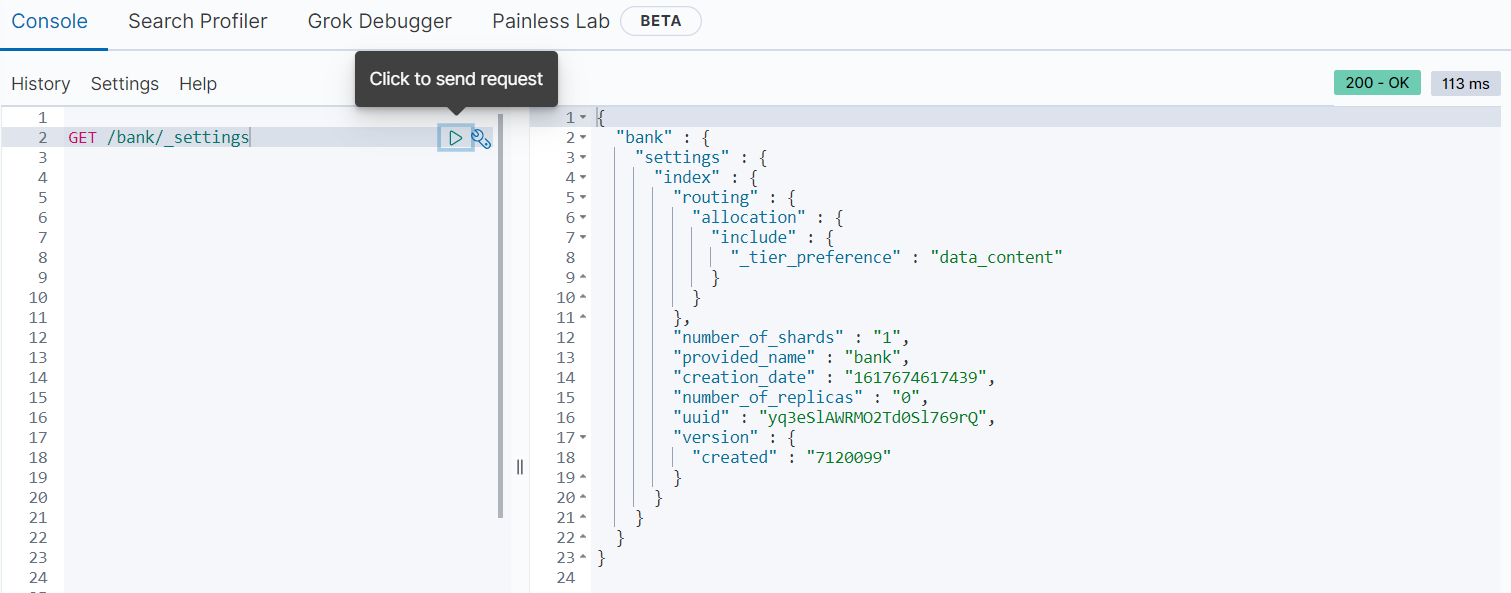 Console Search Profiler Grok Debugger Painless Lab BETA
Click to send request
History Settings Help
200 - OK 113 ms
1
2 GET /bank/_settings
3
4
5
6
7
8
9
10
11
12
13
14
15
16
17
18
19
20
21
22
23
24
1 {
2 "bank" : {
3 "settings" : {
4 "index" : {
5 "routing" : {
6 "allocation" : {
7 "include" : {
8 "_tier_preference" : "data_content"
9 }
10 }
11 },
12 "number_of_shards" : "1",
13 "provided_name" : "bank",
14 "creation_date" : "1617674617439",
15 "number_of_replicas" : "0",
16 "uuid" : "yq3eSlAWRMO2Td0Sl769rQ",
17 "version" : {
18 "created" : "7120099"
19 }
20 }
21 }
22 }
23 }
24